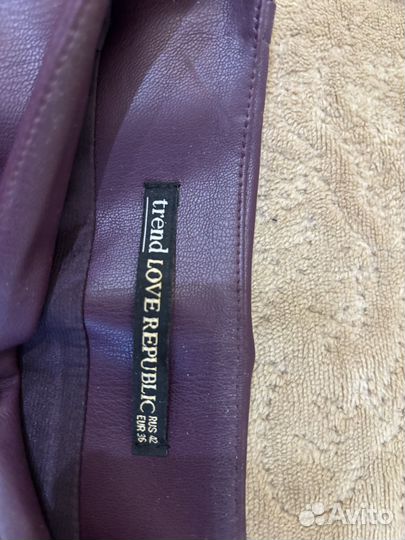 trend LOVE REPUBLIC
RUS 42
EUR 36
Avito